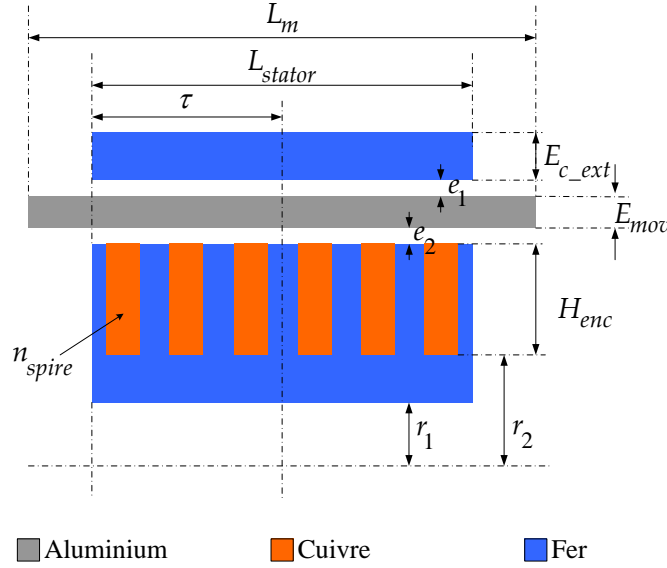 L_m
L_stator
τ
E_c_ext
e_1
E_mov
e_2
H_enc
n_spire
r_1
r_2
Aluminium
Cuivre
Fer